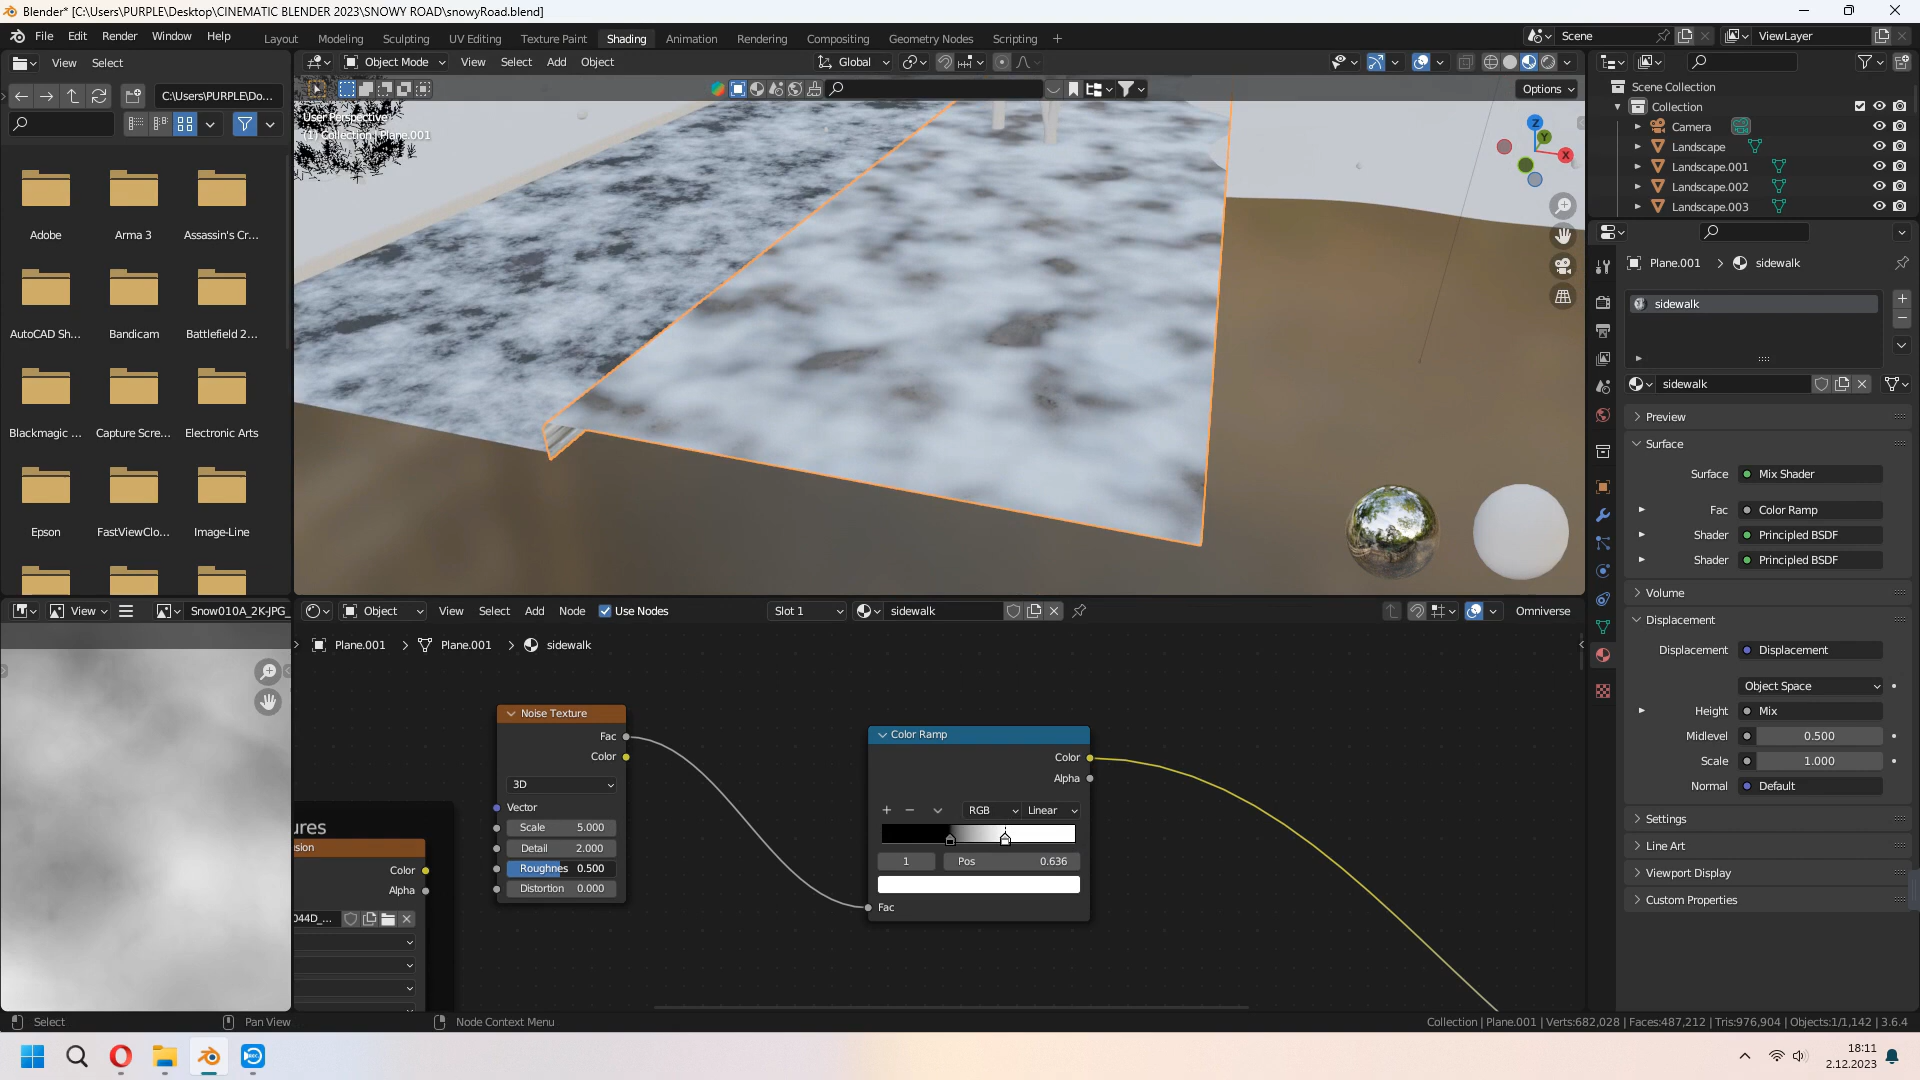 Blender* [C:\Users\PURPLE\Desktop\CINEMATIC BLENDER 2023\SNOWY ROAD\snowyRoad.blend]
File Edit Render Window Help Layout Modeling Sculpting UV Editing Texture Paint Shading Animation Rendering Compositing Geometry Nodes Scripting + Scene ViewLayer
View Select
Object Mode View Select Add Object Global
C:\Users\PURPLE\Do...
Options
User Perspective
(1) Collection | Plane.001
Z
Y
X
Scene Collection
Collection
Camera
Landscape
Landscape.001
Landscape.002
Landscape.003
Adobe Arma 3 Assassin's Cr...
AutoCAD Sh... Bandicam Battlefield 2...
Blackmagic ... Capture Scre... Electronic Arts
Epson FastViewClo... Image-Line
Plane.001 sidewalk
sidewalk
sidewalk
Preview
Surface
Surface Mix Shader
Fac Color Ramp
Shader Principled BSDF
Shader Principled BSDF
Volume
Displacement
Displacement Displacement
Object Space
Height Mix
Midlevel 0.500
Scale 1.000
Normal Default
Settings
Line Art
Viewport Display
Custom Properties
View Snow010A_2K-JPG_
Object View Select Add Node Use Nodes Slot 1 sidewalk Omniverse
Plane.001 Plane.001 sidewalk
Noise Texture
Fac
Color
3D
Vector
Scale 5.000
Detail 2.000
Roughnes 0.500
Distortion 0.000
Color Ramp
Color
Alpha
RGB Linear
1 Pos 0.636
Fac
ures
sion
Color
Alpha
044D_...
Select Pan View Node Context Menu
Collection | Plane.001 | Verts:682,028 | Faces:487,212 | Tris:976,904 | Objects:1/1,142 | 3.6.4
18:11
2.12.2023